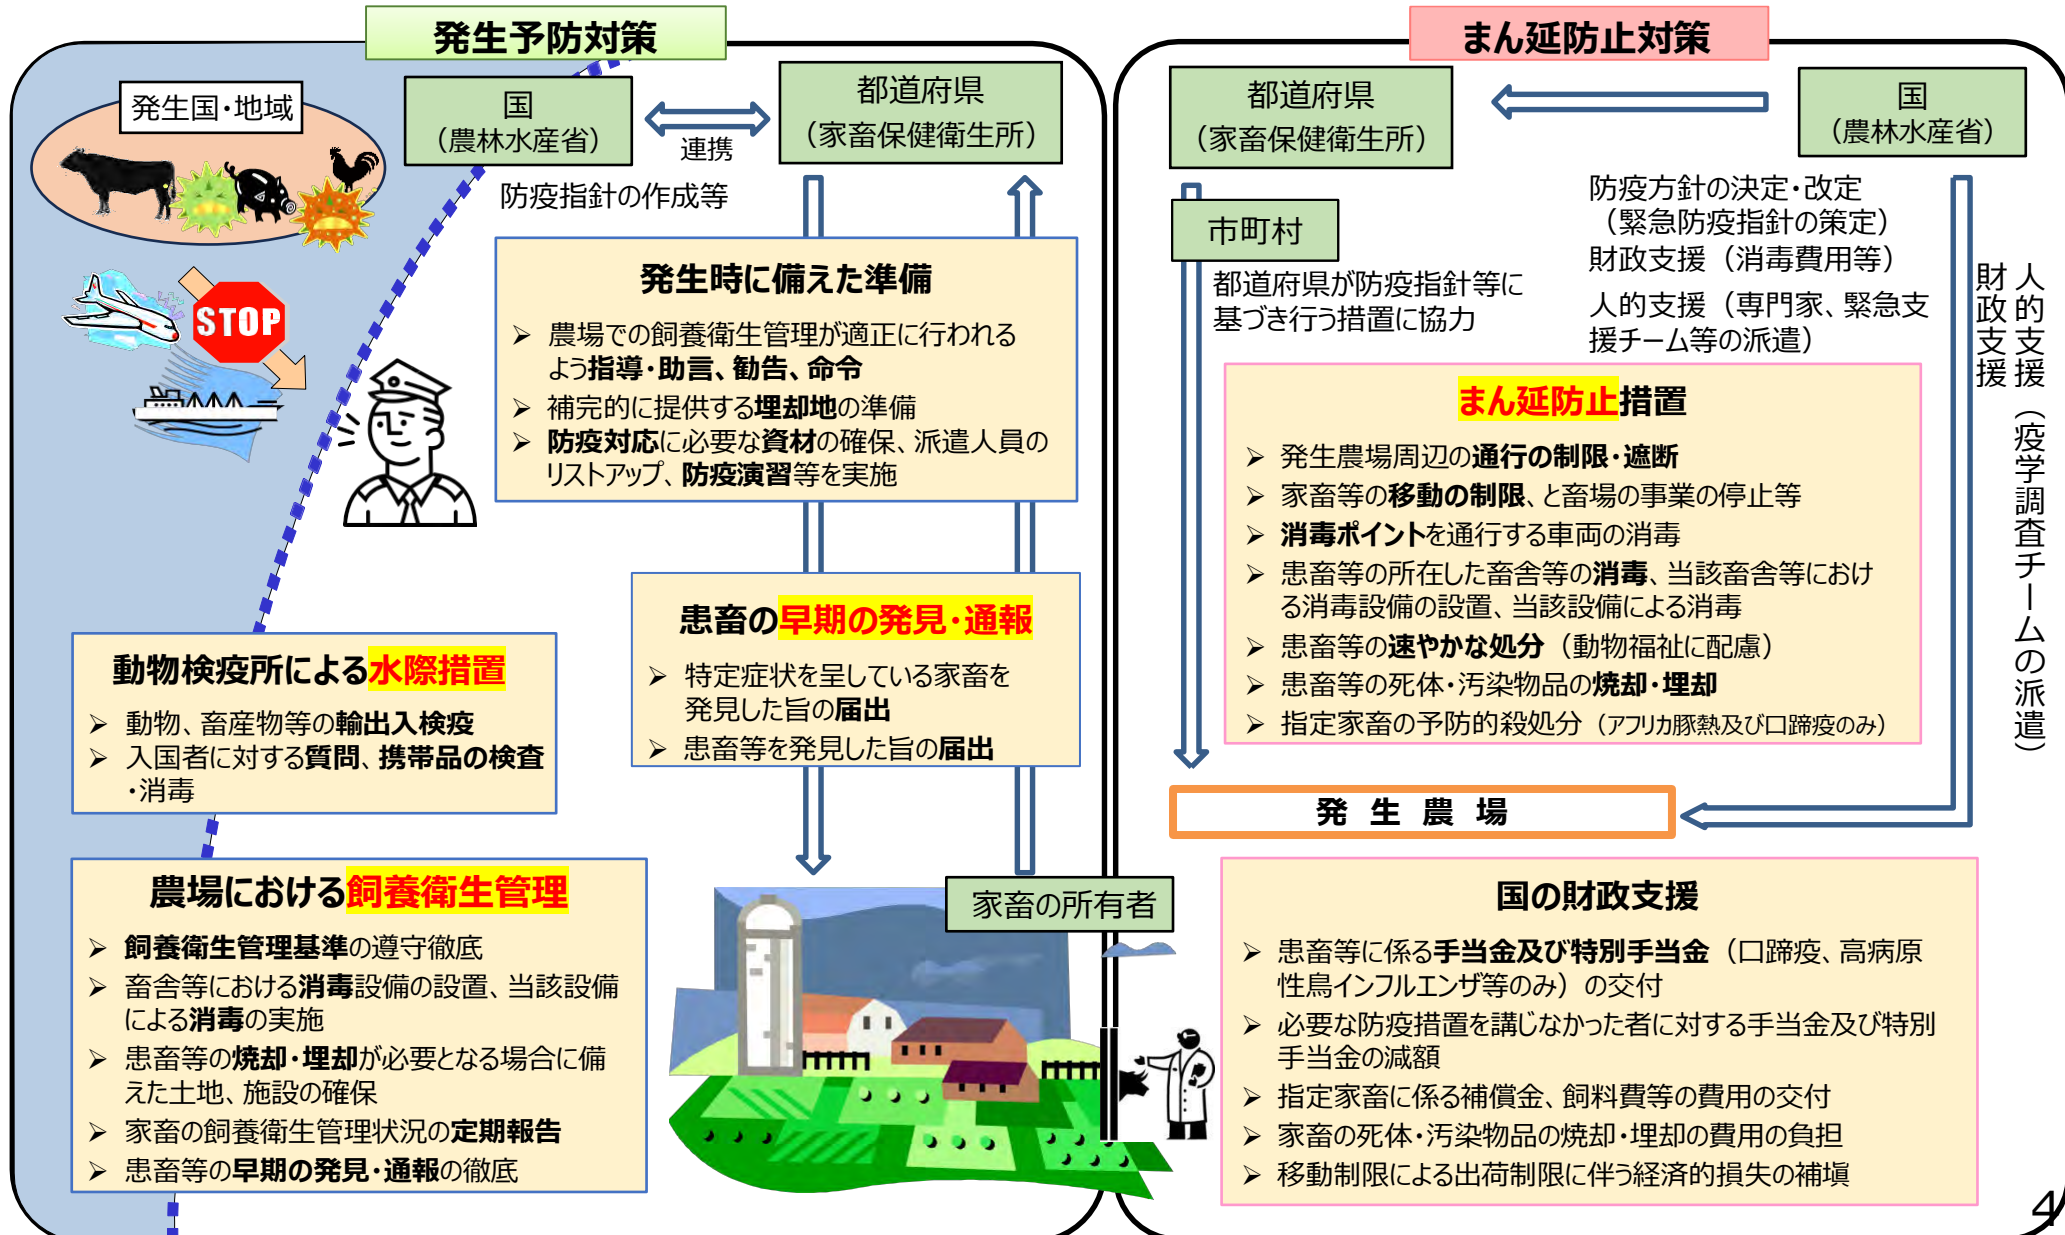 発生予防対策
発生国・地域
国
（農林水産省）
連携
都道府県
（家畜保健衛生所）
防疫指針の作成等
STOP
発生時に備えた準備
➢ 農場での飼養衛生管理が適正に行われる
よう指導・助言、勧告、命令
➢ 補完的に提供する埋却地の準備
➢ 防疫対応に必要な資材の確保、派遣人員の
リストアップ、防疫演習等を実施
患畜の早期の発見・通報
➢ 特定症状を呈している家畜を
発見した旨の届出
➢ 患畜等を発見した旨の届出
動物検疫所による水際措置
➢ 動物、畜産物等の輸出入検疫
➢ 入国者に対する質問、携帯品の検査
・消毒
農場における飼養衛生管理
➢ 飼養衛生管理基準の遵守徹底
➢ 畜舎等における消毒設備の設置、当該設備
による消毒の実施
➢ 患畜等の焼却・埋却が必要となる場合に備
えた土地、施設の確保
➢ 家畜の飼養衛生管理状況の定期報告
➢ 患畜等の早期の発見・通報の徹底
家畜の所有者
まん延防止対策
都道府県
（家畜保健衛生所）
国
（農林水産省）
市町村
都道府県が防疫指針等に
基づき行う措置に協力
防疫方針の決定・改定
（緊急防疫指針の策定）
財政支援（消毒費用等）
人的支援（専門家、緊急支
援チーム等の派遣）
人的支援（疫学調査チームの派遣）
財政支援
まん延防止措置
➢ 発生農場周辺の通行の制限・遮断
➢ 家畜等の移動の制限、と畜場の事業の停止等
➢ 消毒ポイントを通行する車両の消毒
➢ 患畜等の所在した畜舎等の消毒、当該畜舎等におけ
る消毒設備の設置、当該設備による消毒
➢ 患畜等の速やかな処分（動物福祉に配慮）
➢ 患畜等の死体・汚染物品の焼却・埋却
➢ 指定家畜の予防的殺処分（アフリカ豚熱及び口蹄疫のみ）
発 生 農 場
国の財政支援
➢ 患畜等に係る手当金及び特別手当金（口蹄疫、高病原
性鳥インフルエンザ等のみ）の交付
➢ 必要な防疫措置を講じなかった者に対する手当金及び特別
手当金の減額
➢ 指定家畜に係る補償金、飼料費等の費用の交付
➢ 家畜の死体・汚染物品の焼却・埋却の費用の負担
➢ 移動制限による出荷制限に伴う経済的損失の補塡
4